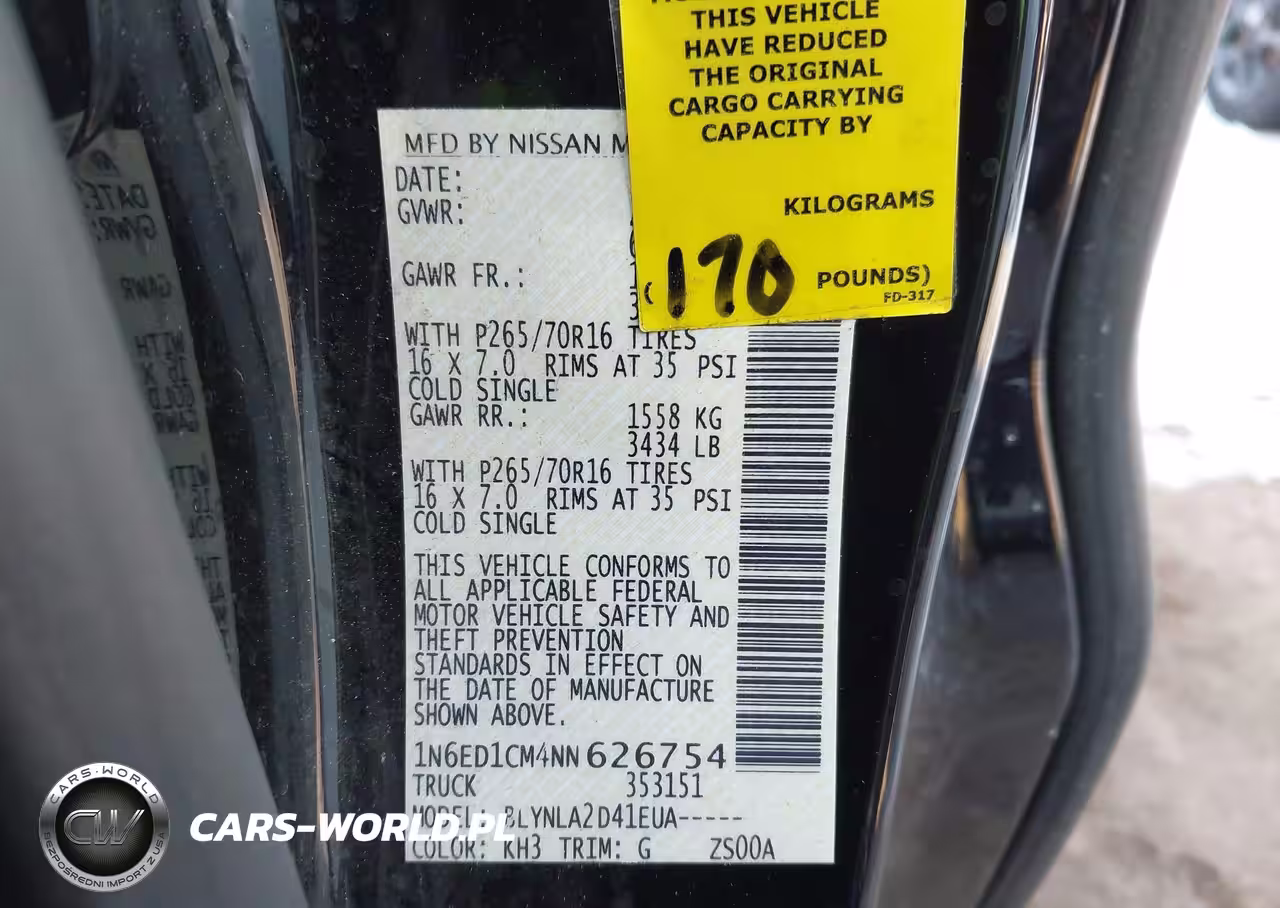 THIS VEHICLE
HAVE REDUCED
THE ORIGINAL
CARGO CARRYING
CAPACITY BY
KILOGRAMS
(170 POUNDS)
FD-317
MFD BY NISSAN
DATE:
GVWR:
GAWR FR.:
WITH P265/70R16 TIRES
16 X 7.0 RIMS AT 35 PSI
COLD SINGLE
GAWR RR.: 1558 KG
3434 LB
WITH P265/70R16 TIRES
16 X 7.0 RIMS AT 35 PSI
COLD SINGLE
THIS VEHICLE CONFORMS TO
ALL APPLICABLE FEDERAL
MOTOR VEHICLE SAFETY AND
THEFT PREVENTION
STANDARDS IN EFFECT ON
THE DATE OF MANUFACTURE
SHOWN ABOVE.
1N6ED1CM4NN626754
TRUCK 353151
MODEL: BLYNLA2D41EUA-----
COLOR: KH3 TRIM: G ZS00A
CARS-WORLD
CW
BEZPOŚREDNI IMPORT Z USA
CARS-WORLD.PL